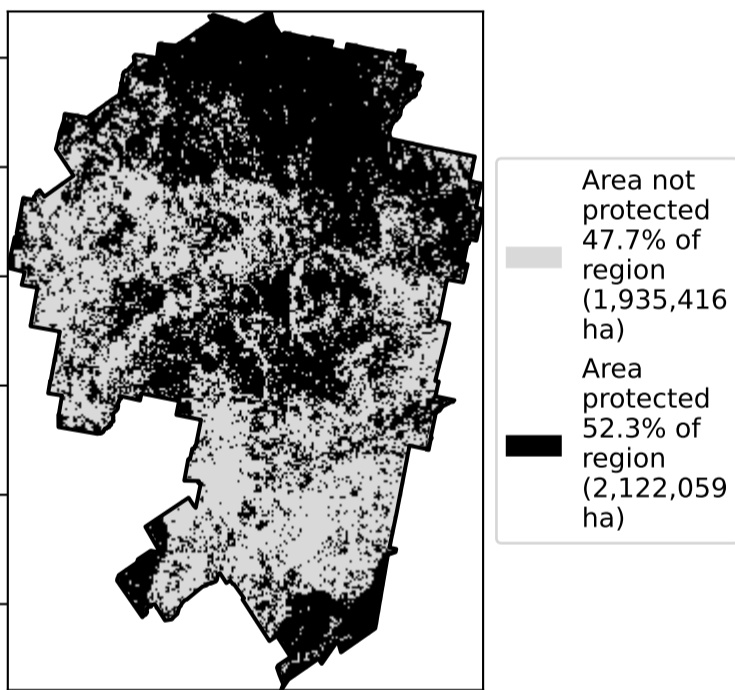 Area not
protected
47.7% of
region
(1,935,416
ha)
Area
protected
52.3% of
region
(2,122,059
ha)